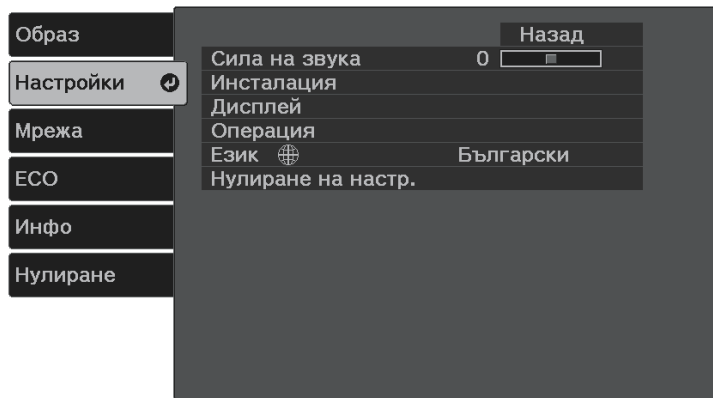 Образ
Настройки
Мрежа
ECO
Инфо
Нулиране
Назад
Сила на звука 0
Инсталация
Дисплей
Операция
Език Български
Нулиране на настр.